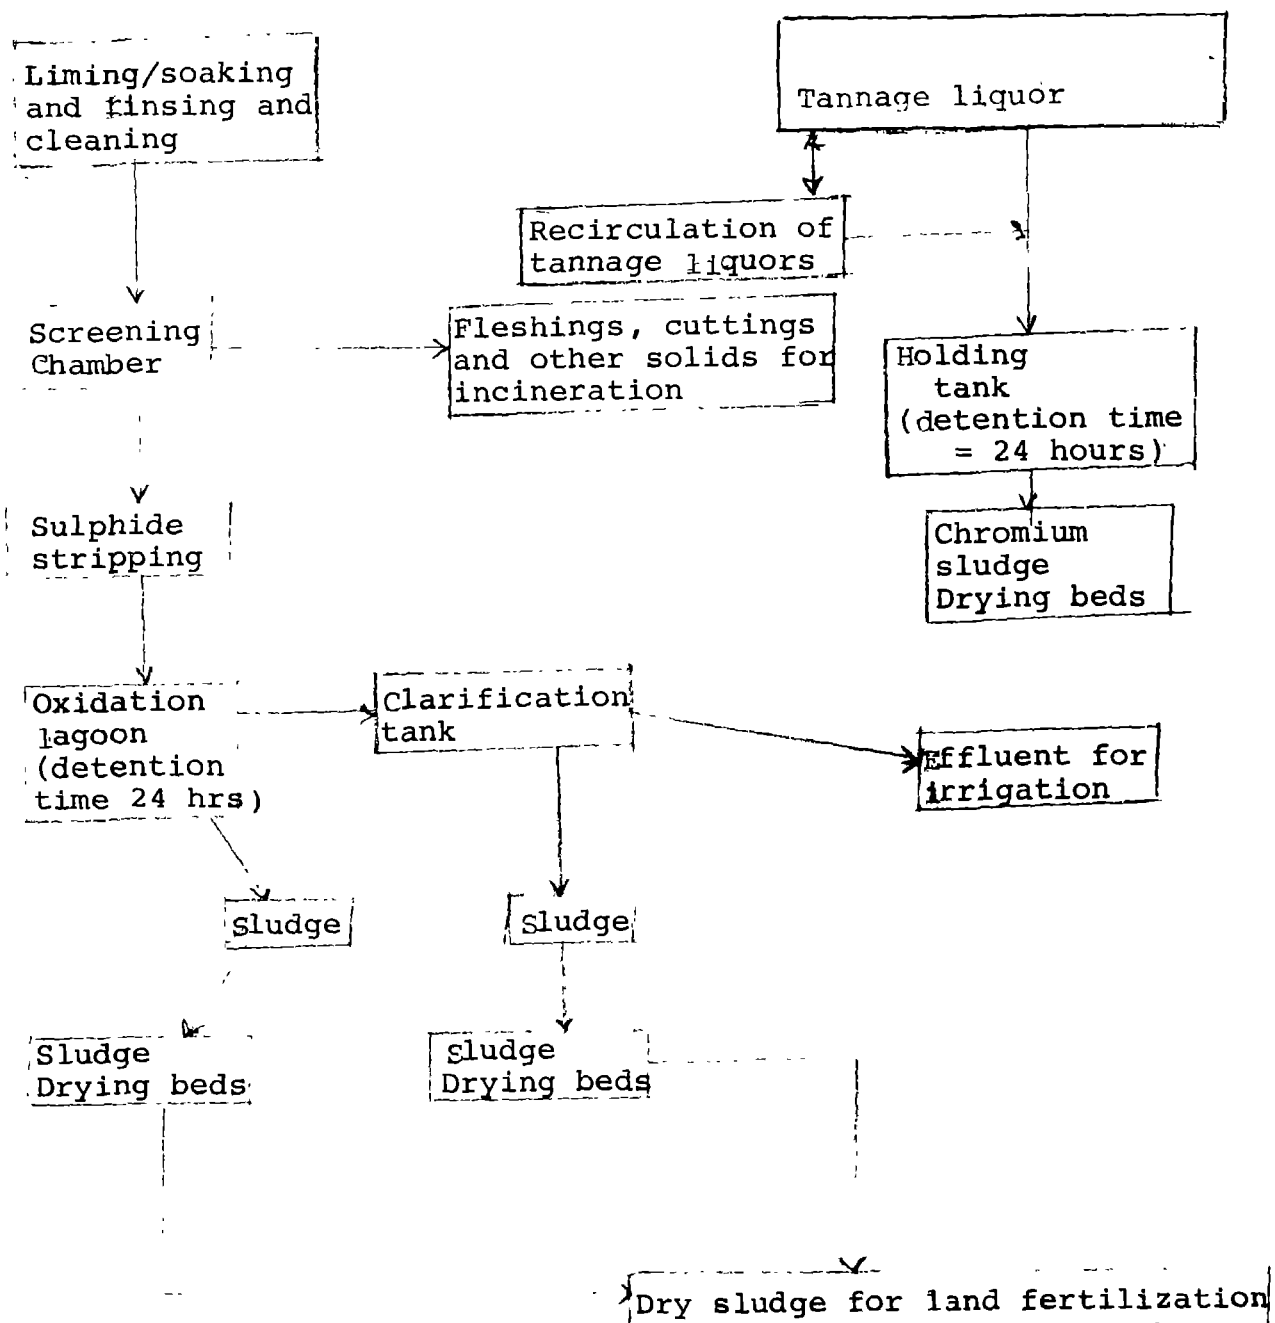 Liming/soaking
and rinsing and
cleaning
Tannage liquor
Recirculation of
tannage liquors
Screening
Chamber
Fleshings, cuttings
and other solids for
incineration
Holding
tank
(detention time
= 24 hours)
Sulphide
stripping
Chromium
sludge
Drying beds
Oxidation
lagoon
(detention
time 24 hrs)
Clarification
tank
Effluent for
irrigation
Sludge
Sludge
Sludge
Drying beds
Sludge
Drying beds
Dry sludge for land fertilization